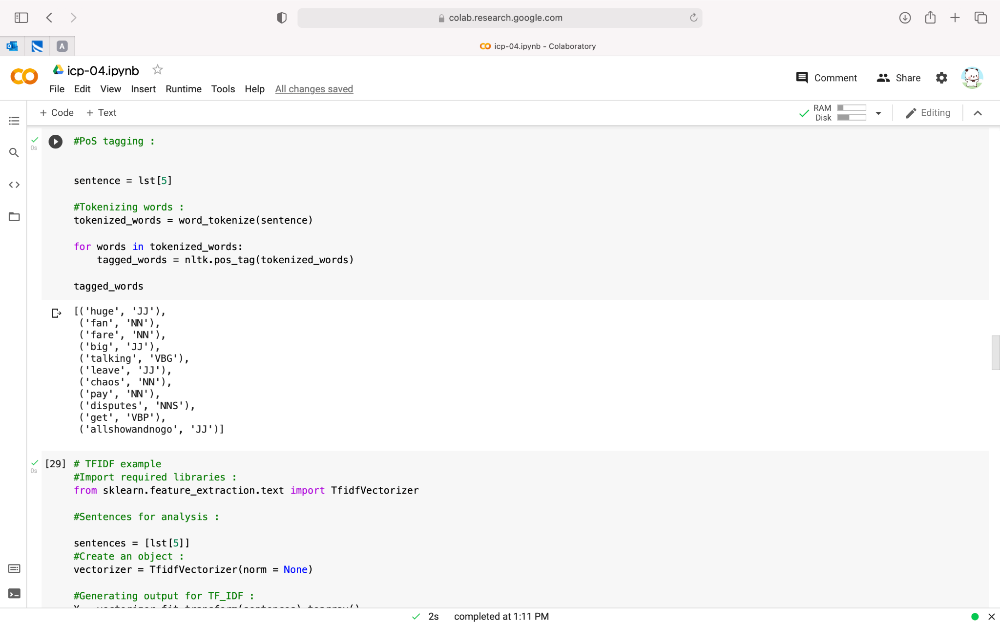 colab.research.google.com
A
icp-04.ipynb - Colaboratory
icp-04.ipynb
Comment
Share
File Edit View Insert Runtime Tools Help All changes saved
+ Code + Text
RAM
Disk
Editing
0s
#PoS tagging :
sentence = lst[5]
#Tokenizing words :
tokenized_words = word_tokenize(sentence)
for words in tokenized_words:
    tagged_words = nltk.pos_tag(tokenized_words)
tagged_words
[('huge', 'JJ'),
 ('fan', 'NN'),
 ('fare', 'NN'),
 ('big', 'JJ'),
 ('talking', 'VBG'),
 ('leave', 'JJ'),
 ('chaos', 'NN'),
 ('pay', 'NN'),
 ('disputes', 'NNS'),
 ('get', 'VBP'),
 ('allshowandnogo', 'JJ')]
0s
[29] # TFIDF example
#Import required libraries :
from sklearn.feature_extraction.text import TfidfVectorizer
#Sentences for analysis :
sentences = [lst[5]]
#Create an object :
vectorizer = TfidfVectorizer(norm = None)
#Generating output for TF_IDF :
2s completed at 1:11 PM